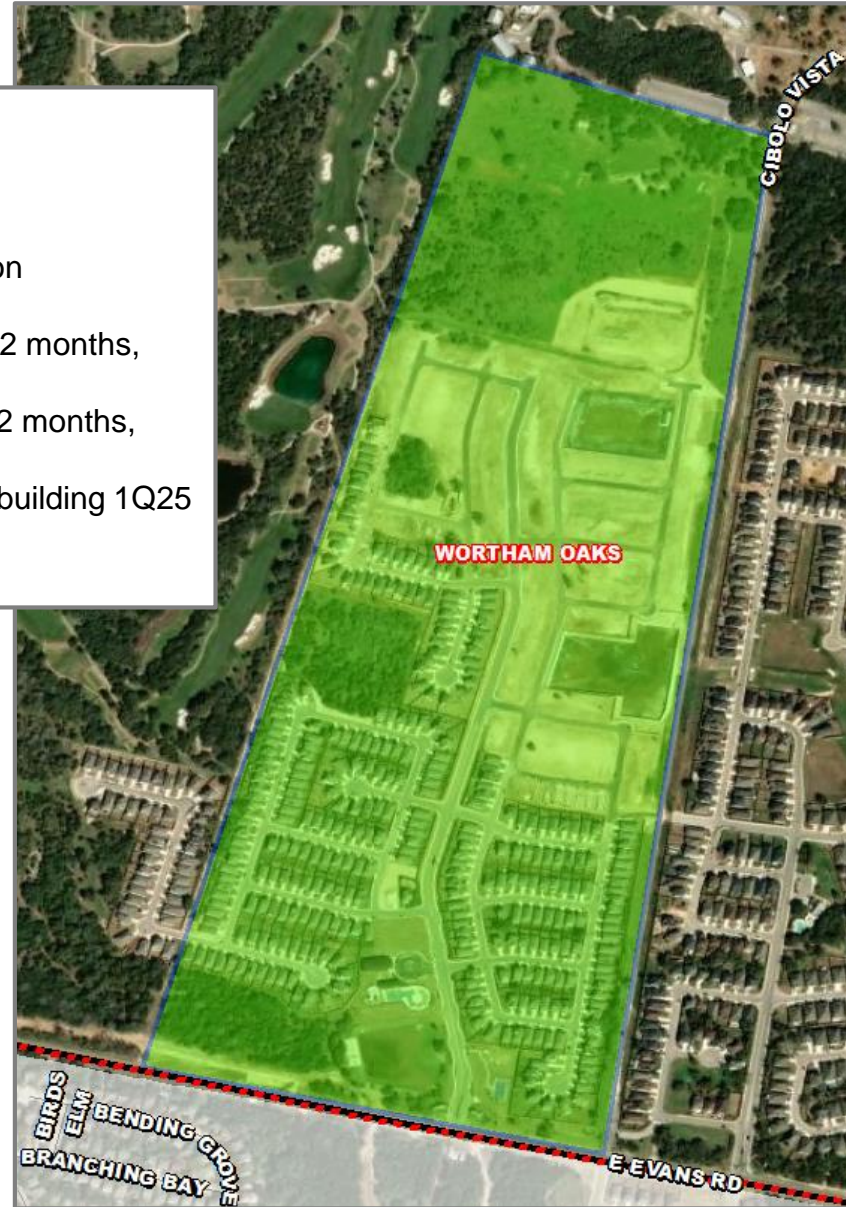 on
2 months,
2 months,
building 1Q25
CIBOLO VISTA
WORTHAM OAKS
BIRDS
ELM
BENDING GROVE
BRANCHING BAY
E EVANS RD